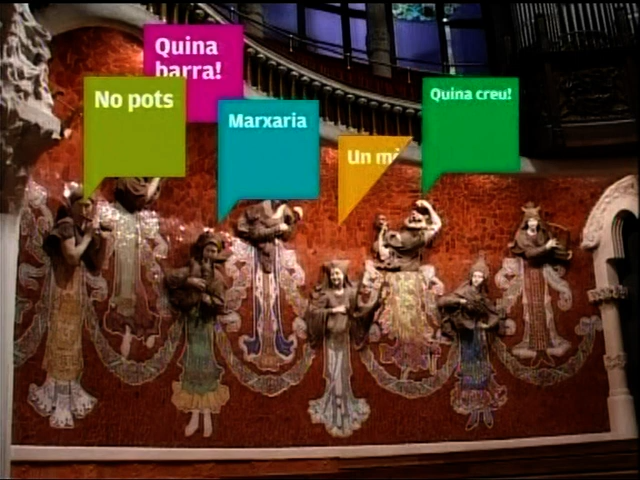 Quina
barra!
No pots
Marxaria
Un
Quina creu!